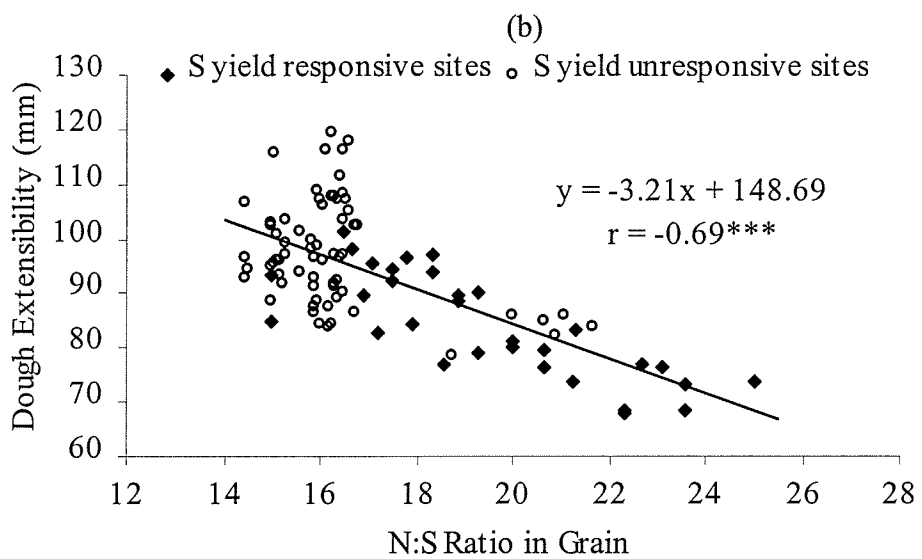 (b)
S yield responsive sites S yield unresponsive sites
130
120
110
100
90
80
70
60
Dough Extensibility (mm)
y = -3.21x + 148.69
r = -0.69***
12 14 16 18 20 22 24 26 28
N:S Ratio in Grain